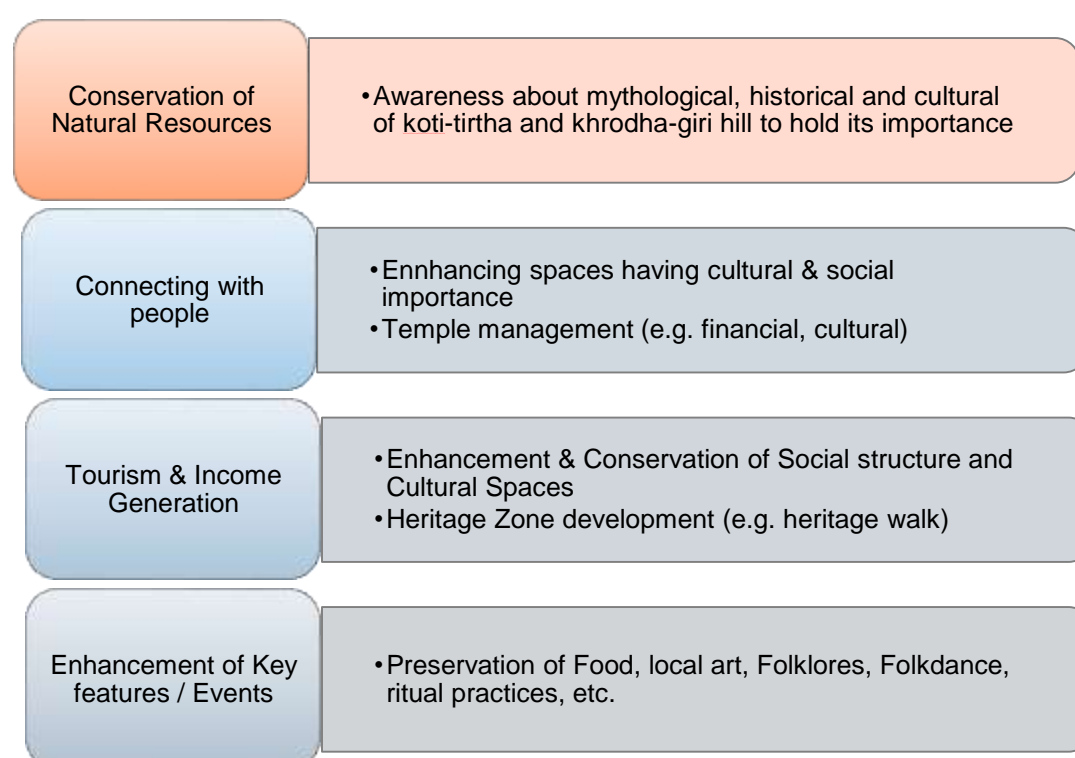 Conservation of
Natural Resources
•Awareness about mythological, historical and cultural
of koti-tirtha and khrodha-giri hill to hold its importance
Connecting with
people
•Ennhancing spaces having cultural & social
importance
•Temple management (e.g. financial, cultural)
Tourism & Income
Generation
•Enhancement & Conservation of Social structure and
Cultural Spaces
•Heritage Zone development (e.g. heritage walk)
Enhancement of Key
features / Events
•Preservation of Food, local art, Folklores, Folkdance,
ritual practices, etc.